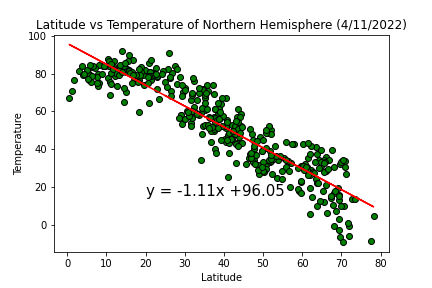 Latitude vs Temperature of Northern Hemisphere (4/11/2022)
100
80
60
40
20
0
Temperature
y = -1.11x +96.05
0 10 20 30 40 50 60 70 80
Latitude